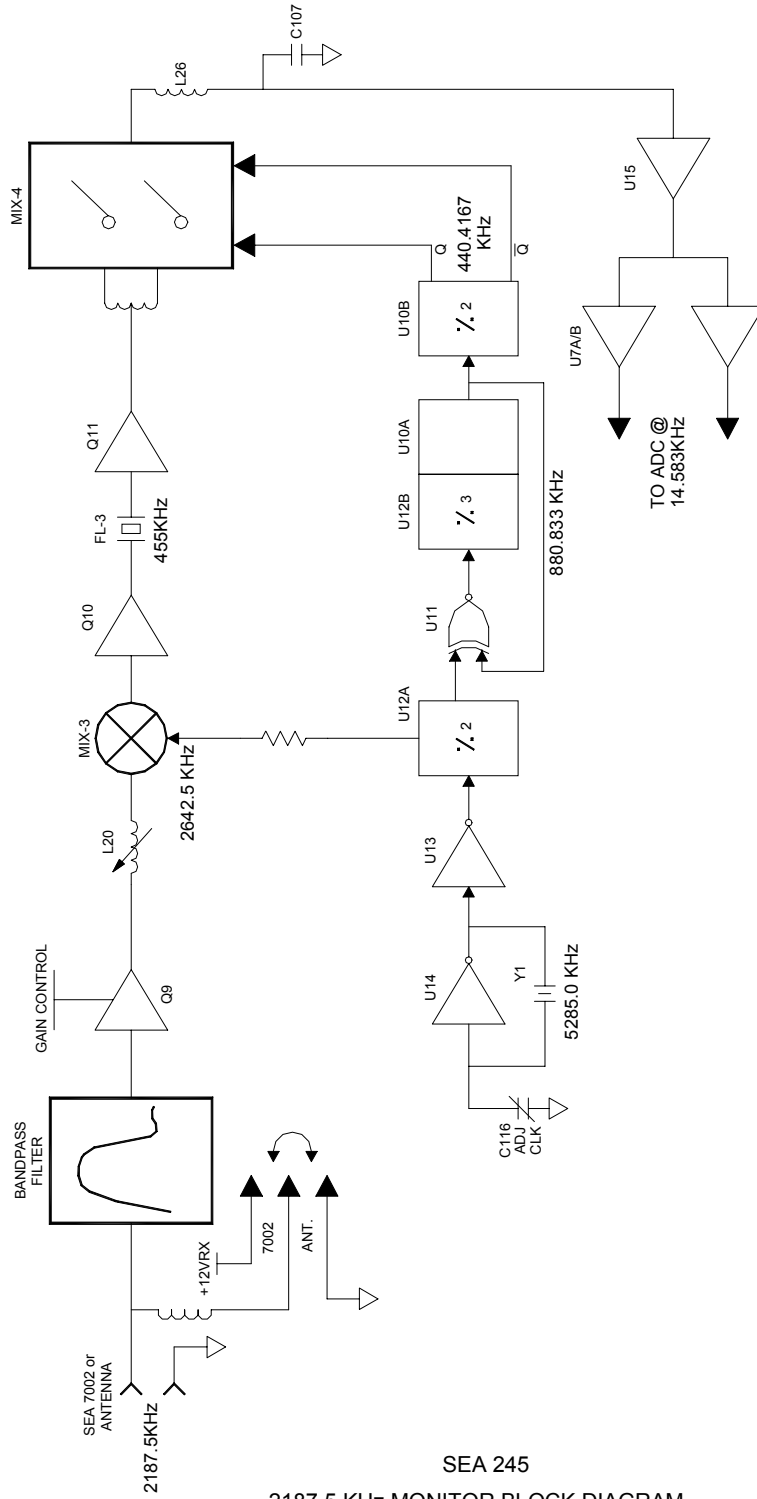 SEA 7002 or
ANTENNA
2187.5KHz
BANDPASS
FILTER
+12VRX
7002
ANT.
GAIN CONTROL
Q9
L20
MIX-3
2642.5 KHz
Q10
FL-3
455KHz
Q11
MIX-4
L26
C107
C116
ADJ
CLK
U14
Y1
5285.0 KHz
U13
U12A
٪ 2
U11
U12B
٪ 3
U10A
880.833 KHz
U10B
٪ 2
Q
440.4167
KHz
Q̅
U15
U7A/B
TO ADC @
14.583KHz
SEA 245
2187.5 KHz MONITOR BLOCK DIAGRAM